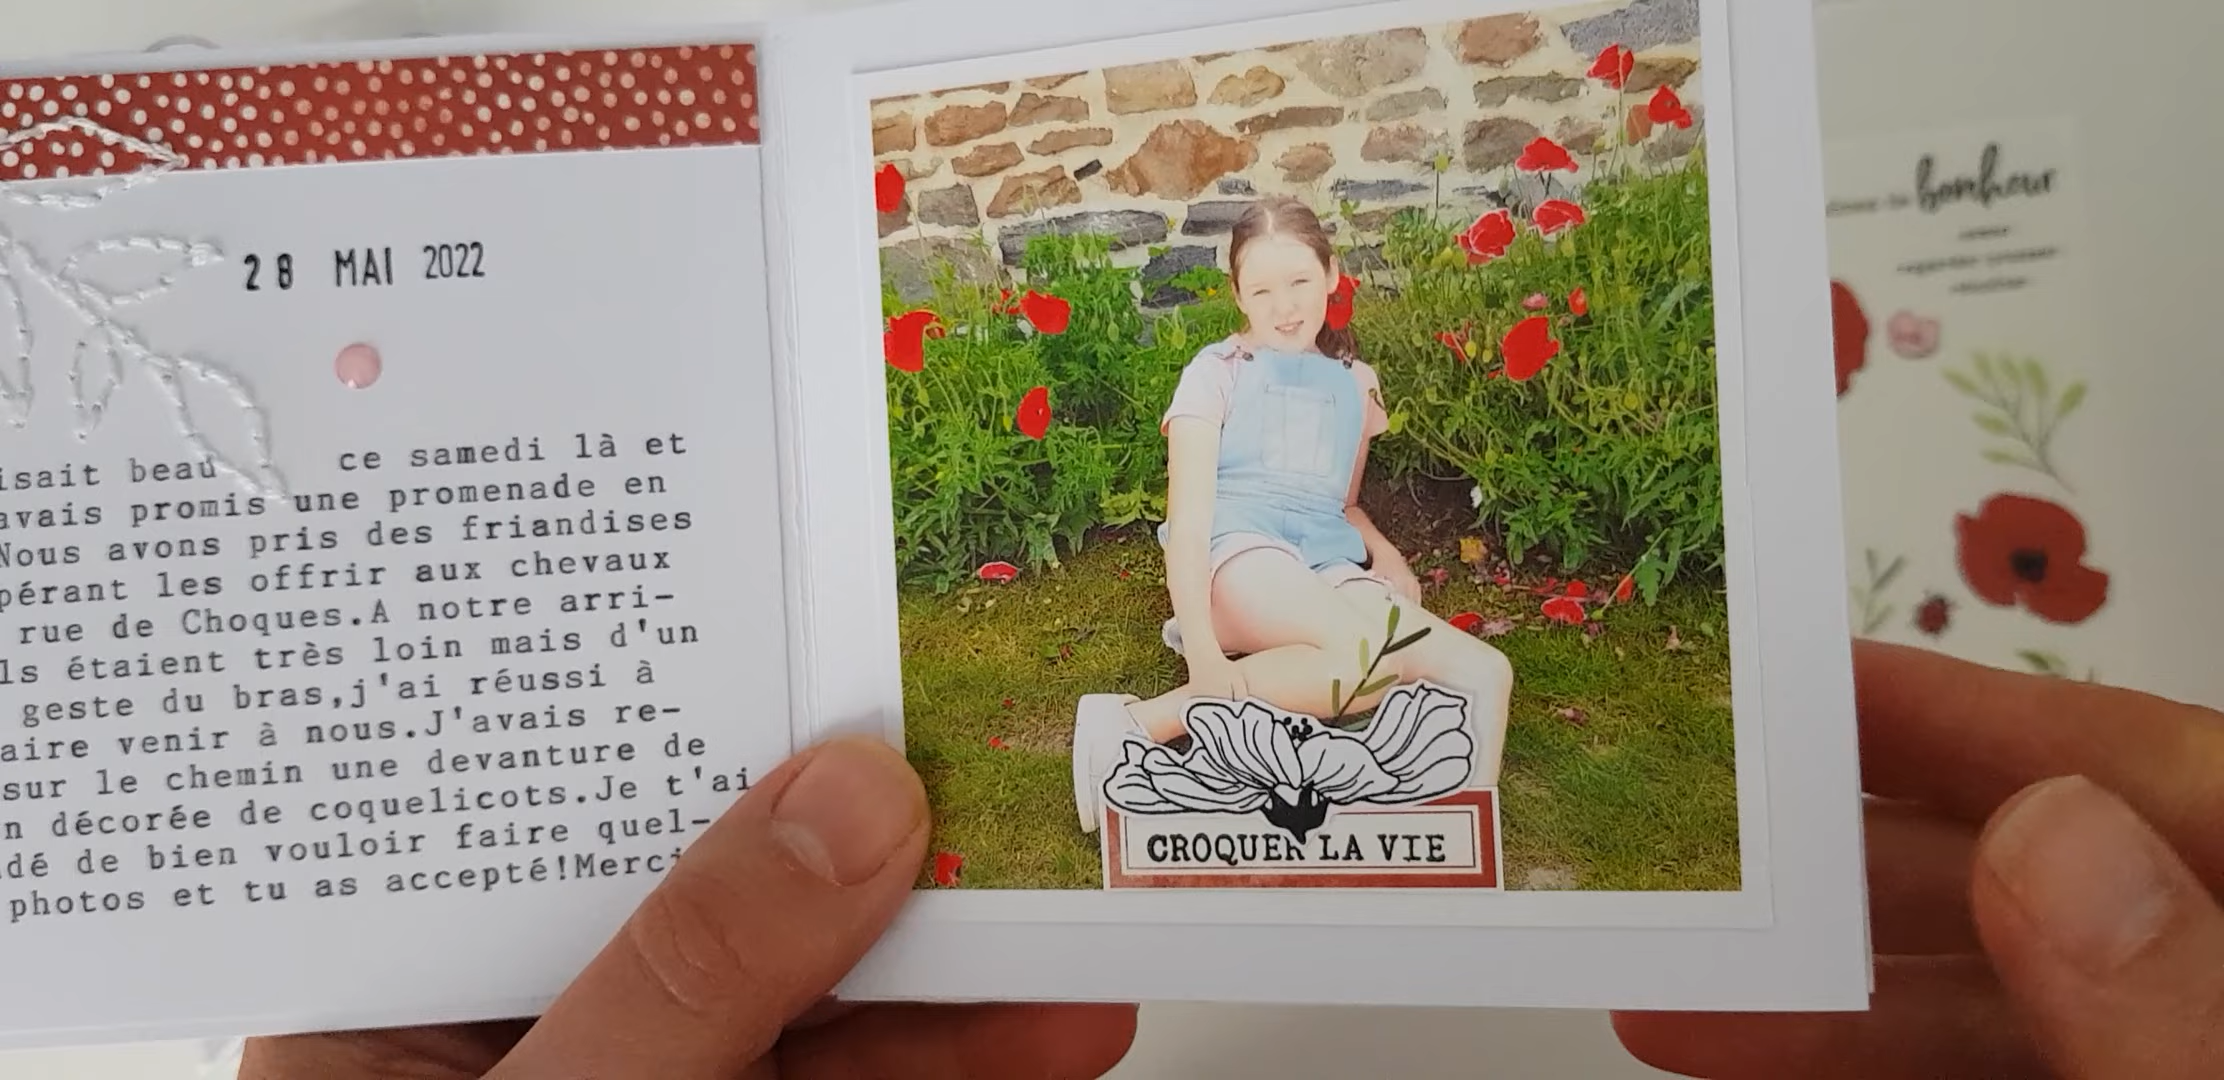 28 MAI 2022
isait beau ce samedi là et
avais promis une promenade en
Nous avons pris des friandises
pérant les offrir aux chevaux
rue de Choques.A notre arri-
ls étaient très loin mais d'un
geste du bras,j'ai réussi à
aire venir à nous.J'avais re-
sur le chemin une devanture de
n décorée de coquelicots.Je t'ai
dé de bien vouloir faire quel-
photos et tu as accepté!Merci
CROQUER LA VIE
bonheur